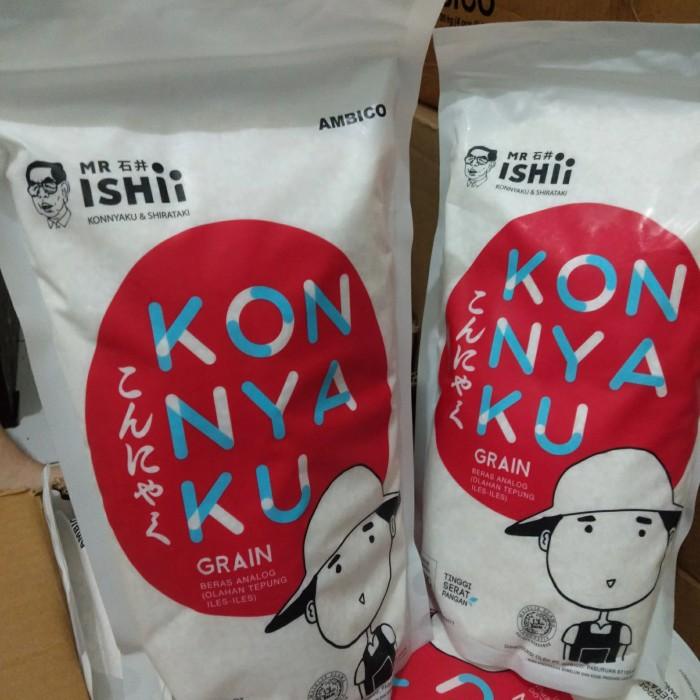 AMBICO
MR 石井
ISHii
KONNYAKU & SHIRATAKI
KON
NYA
KU
こんにゃく
GRAIN
BERAS ANALOG
(OLAHAN TEPUNG
ILES-ILES)
MR 石井
ISHii
KONNYAKU & SHIRATAKI
KON
NYA
KU
こんにゃく
GRAIN
BERAS ANALOG
(OLAHAN TEPUNG
ILES-ILES)
TINGGI
SERAT
PANGAN